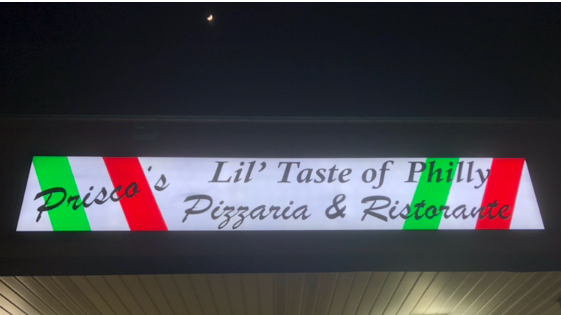 Prisco's
Lil' Taste of Philly
Pizzaria & Ristorante